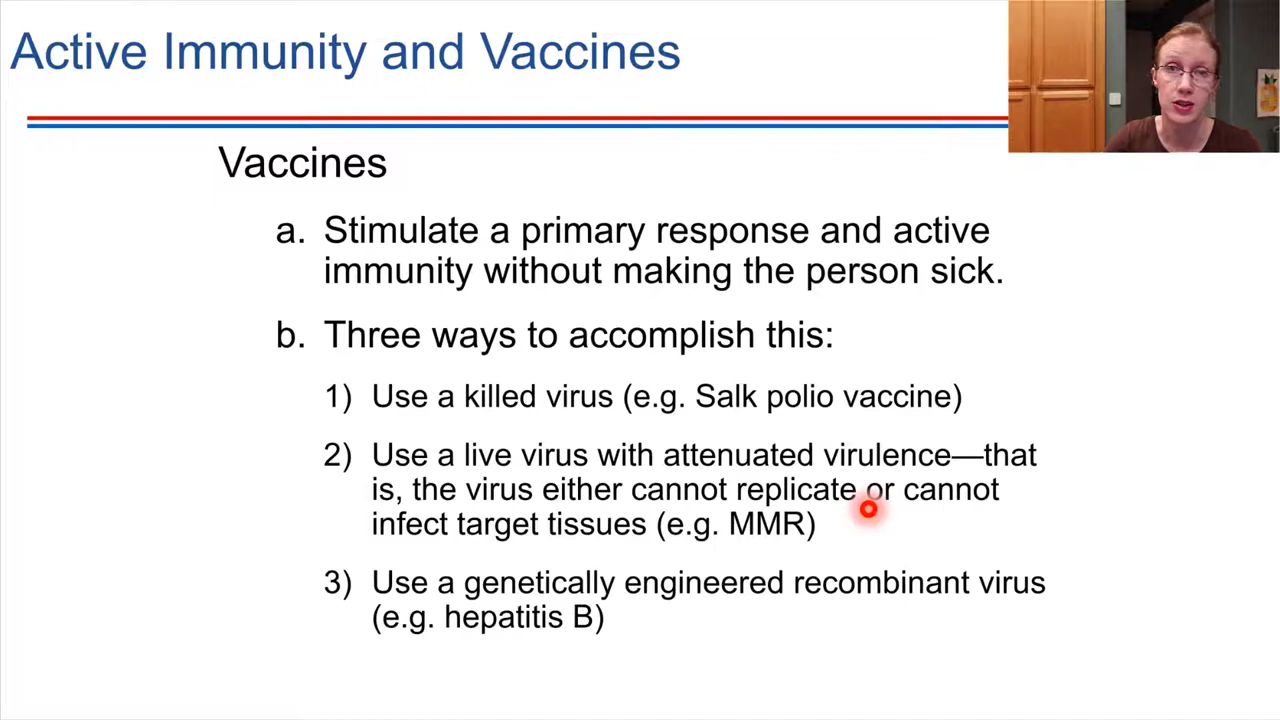 Active Immunity and Vaccines
Vaccines
a. Stimulate a primary response and active
immunity without making the person sick.
b. Three ways to accomplish this:
1) Use a killed virus (e.g. Salk polio vaccine)
2) Use a live virus with attenuated virulence—that
is, the virus either cannot replicate or cannot
infect target tissues (e.g. MMR)
3) Use a genetically engineered recombinant virus
(e.g. hepatitis B)